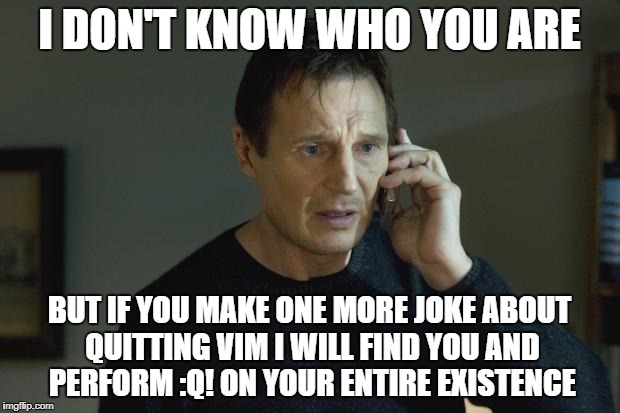 I DON'T KNOW WHO YOU ARE
BUT IF YOU MAKE ONE MORE JOKE ABOUT
QUITTING VIM I WILL FIND YOU AND
PERFORM :Q! ON YOUR ENTIRE EXISTENCE
imgflip.com